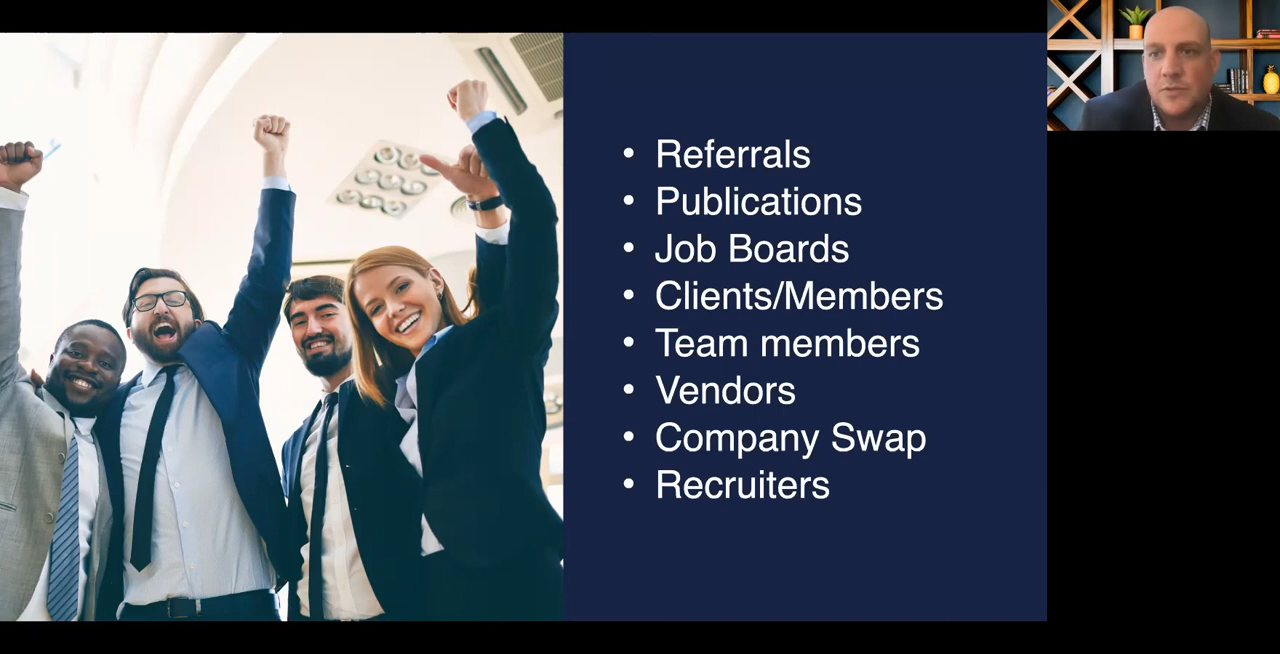 • Referrals
• Publications
• Job Boards
• Clients/Members
• Team members
• Vendors
• Company Swap
• Recruiters